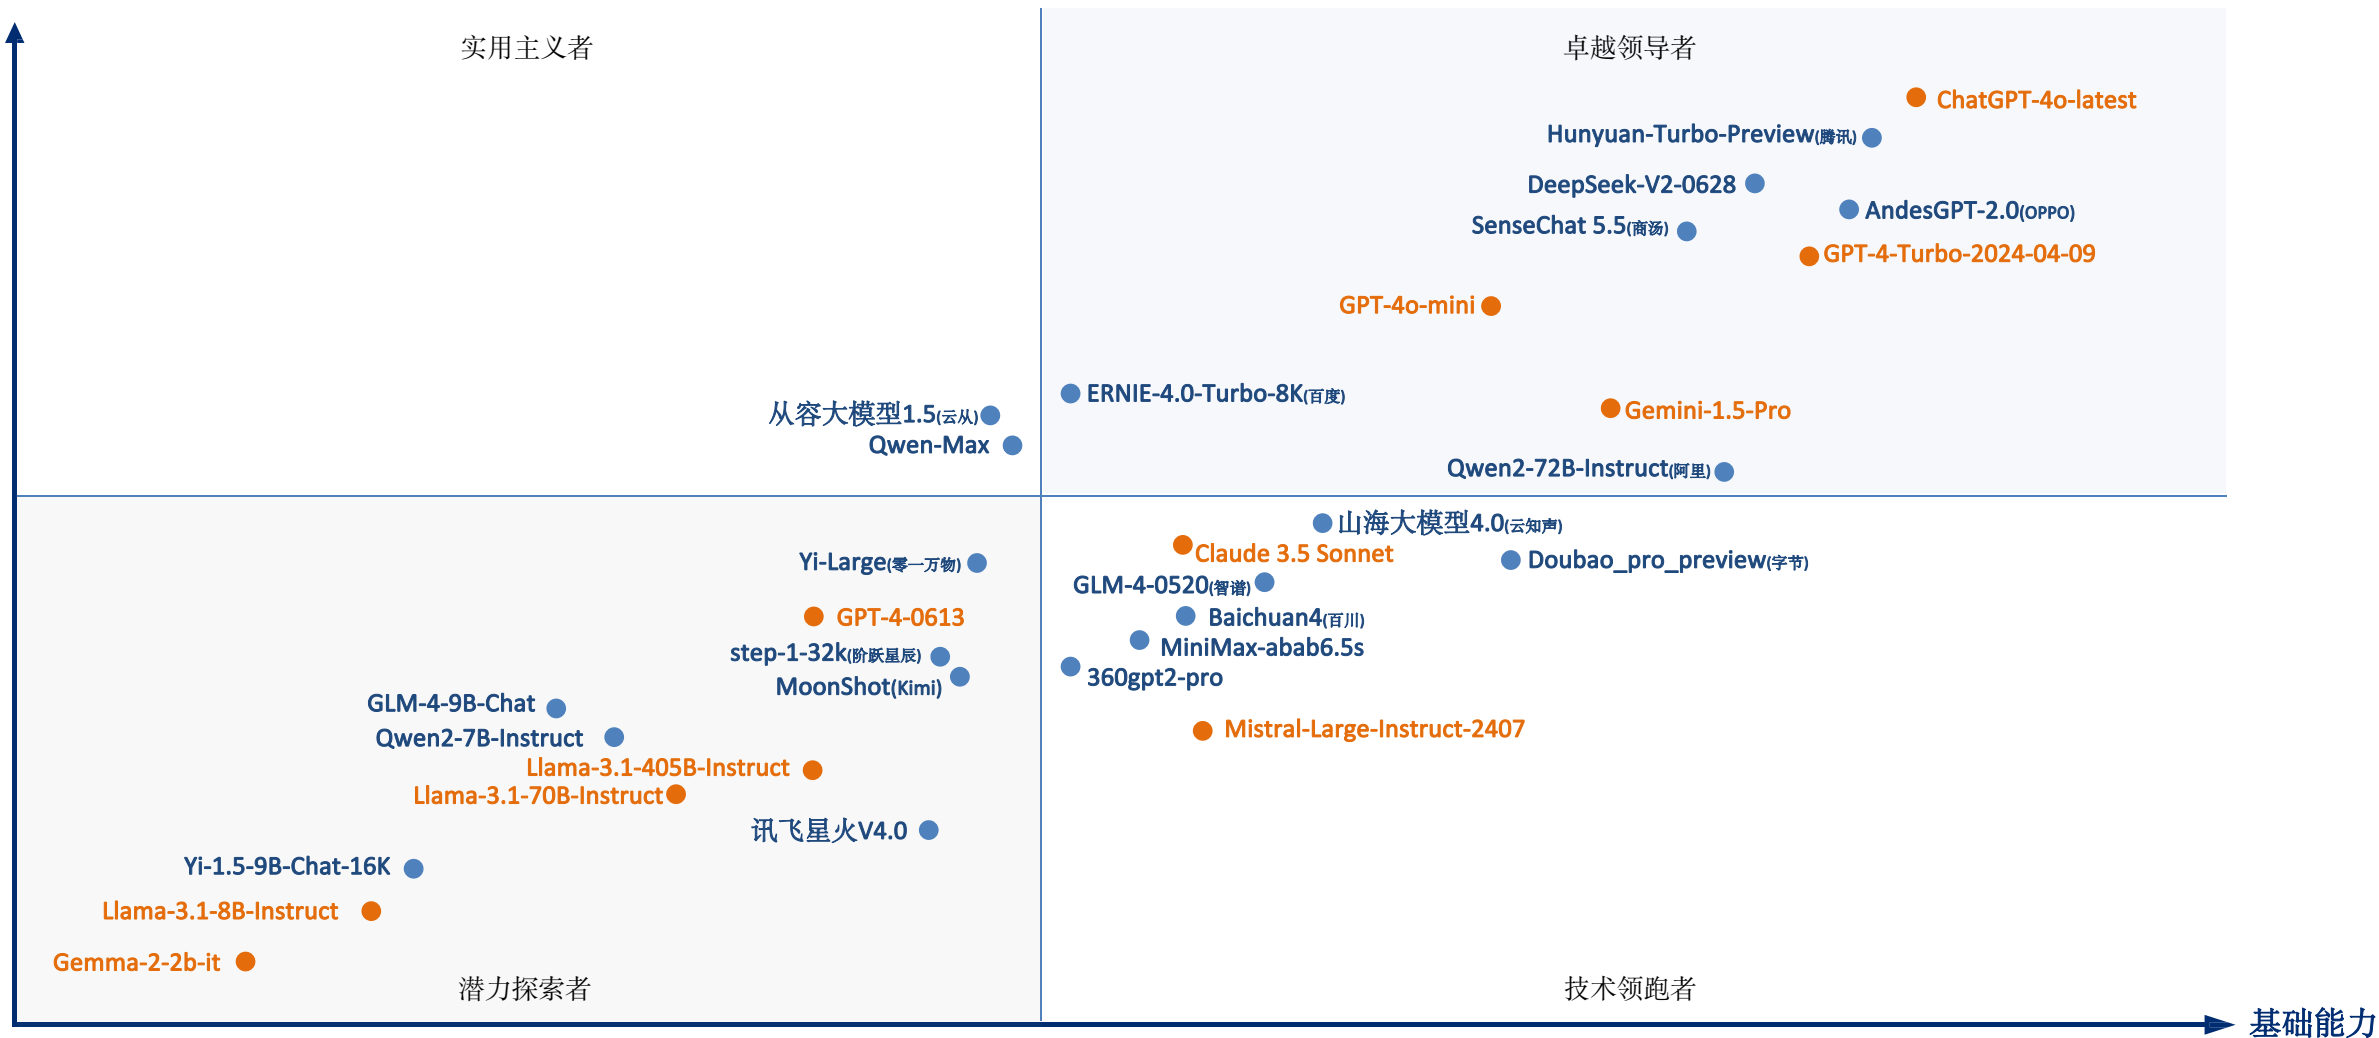 实用主义者
卓越领导者
ChatGPT-4o-latest
Hunyuan-Turbo-Preview(腾讯)
DeepSeek-V2-0628
AndesGPT-2.0(OPPO)
SenseChat 5.5(商汤)
GPT-4-Turbo-2024-04-09
GPT-4o-mini
ERNIE-4.0-Turbo-8K(百度)
从容大模型1.5(云从)
Gemini-1.5-Pro
Qwen-Max
Qwen2-72B-Instruct(阿里)
山海大模型4.0(云知声)
Claude 3.5 Sonnet
Yi-Large(零一万物)
Doubao_pro_preview(字节)
GLM-4-0520(智谱)
GPT-4-0613
Baichuan4(百川)
step-1-32k(阶跃星辰)
MiniMax-abab6.5s
MoonShot(Kimi)
360gpt2-pro
GLM-4-9B-Chat
Mistral-Large-Instruct-2407
Qwen2-7B-Instruct
Llama-3.1-405B-Instruct
Llama-3.1-70B-Instruct
讯飞星火V4.0
Yi-1.5-9B-Chat-16K
Llama-3.1-8B-Instruct
Gemma-2-2b-it
潜力探索者
技术领跑者
基础能力